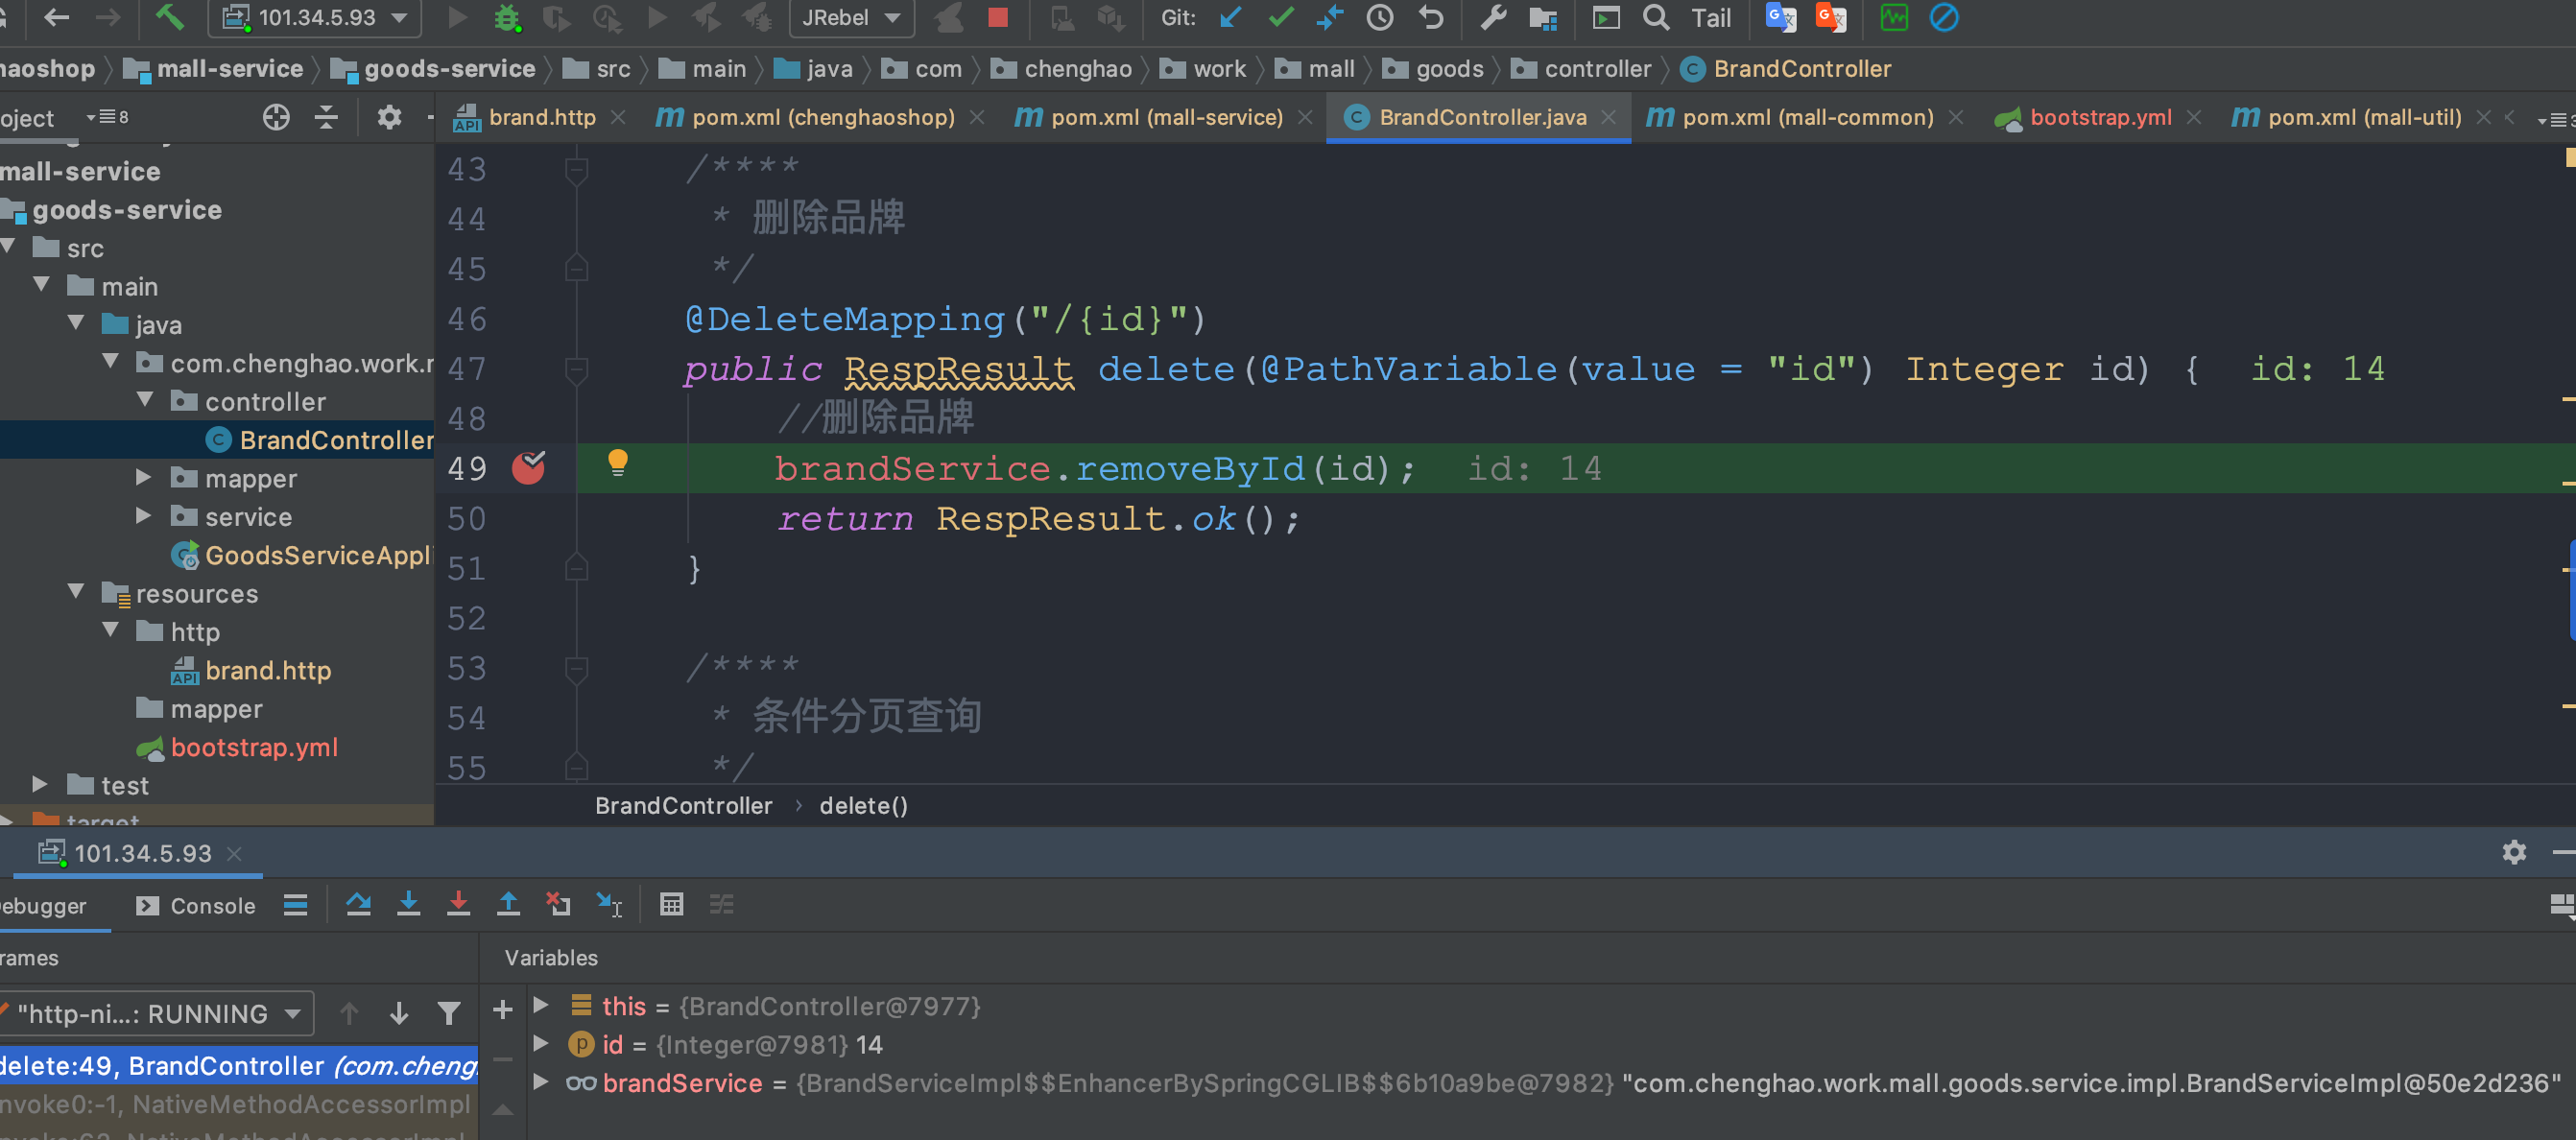 101.34.5.93 JRebel Git: Tail
haoshop mall-service goods-service src main java com chenghao work mall goods controller BrandController
oject 8 brand.http pom.xml (chenghaoshop) pom.xml (mall-service) BrandController.java pom.xml (mall-common) bootstrap.yml pom.xml (mall-util)
mall-service
goods-service
src
main
java
com.chenghao.work.
controller
BrandController
mapper
service
GoodsServiceAppli
resources
http
brand.http
mapper
bootstrap.yml
test
target
43 /****
44 * 删除品牌
45 */
46 @DeleteMapping("/{id}")
47 public RespResult delete(@PathVariable(value = "id") Integer id) { id: 14
48 //删除品牌
49 brandService.removeById(id); id: 14
50 return RespResult.ok();
51 }
52
53 /****
54 * 条件分页查询
55 */
BrandController › delete()
101.34.5.93
ebugger Console
rames Variables
"http-ni...: RUNNING
delete:49, BrandController (com.cheng
nvoke0:-1, NativeMethodAccessorImpl
nvoke:62, NativeMethodAccessorImpl
this = {BrandController@7977}
id = {Integer@7981} 14
brandService = {BrandServiceImpl$$EnhancerBySpringCGLIB$$6b10a9be@7982} "com.chenghao.work.mall.goods.service.impl.BrandServiceImpl@50e2d236"